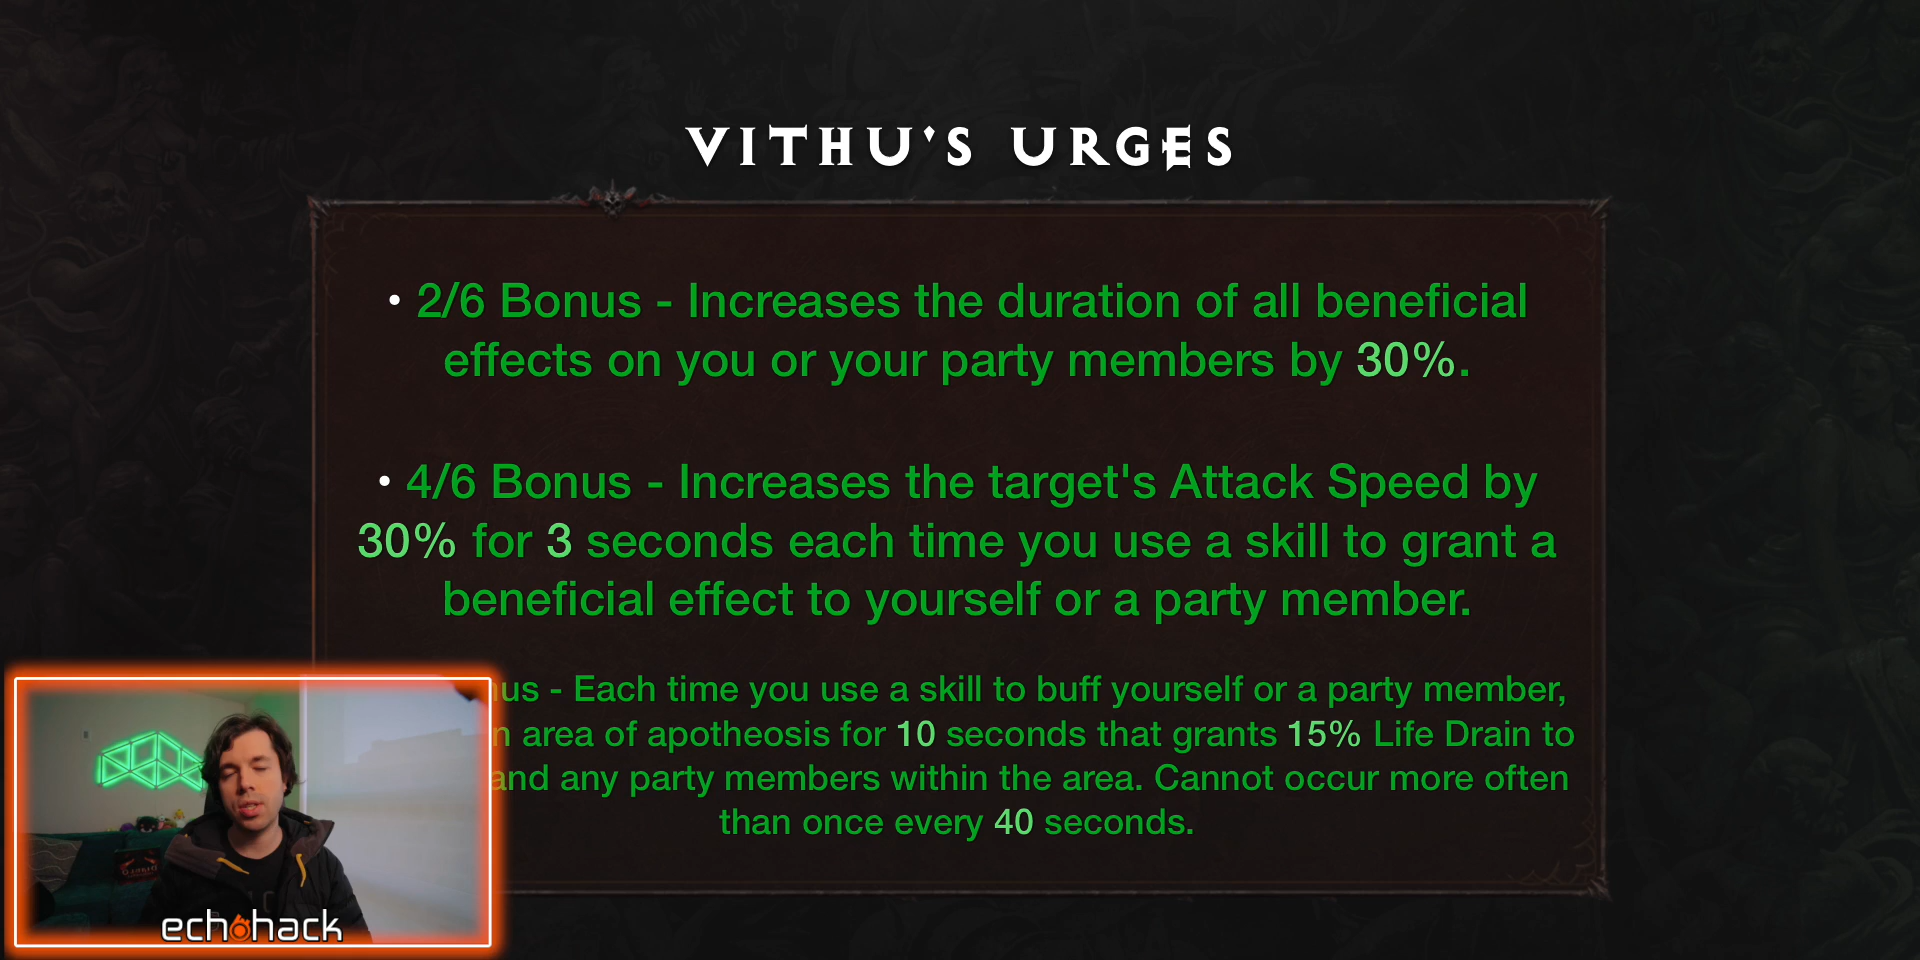 VITHU'S URGES
• 2/6 Bonus - Increases the duration of all beneficial
effects on you or your party members by 30%.
• 4/6 Bonus - Increases the target's Attack Speed by
30% for 3 seconds each time you use a skill to grant a
beneficial effect to yourself or a party member.
nus - Each time you use a skill to buff yourself or a party member,
n area of apotheosis for 10 seconds that grants 15% Life Drain to
and any party members within the area. Cannot occur more often
than once every 40 seconds.
echohack